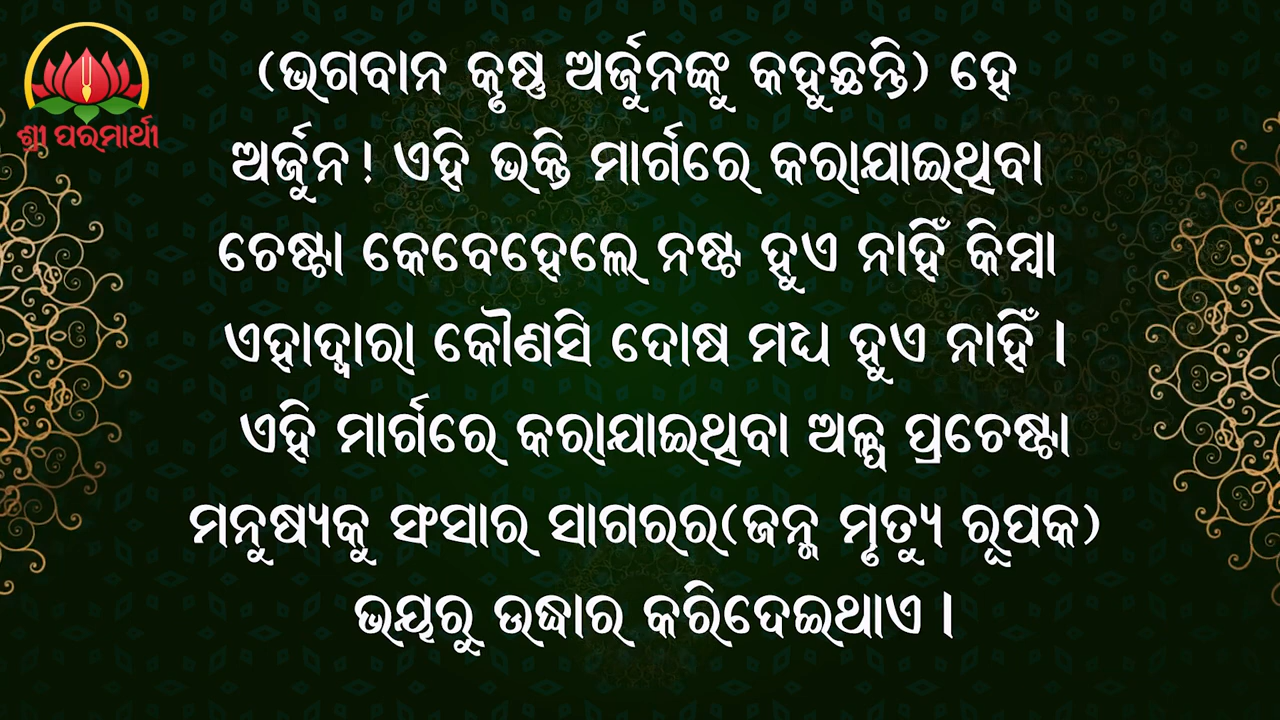 ଶ୍ରୀ ପରମାର୍ଥୀ
(ଭଗବାନ କୃଷ୍ଣ ଅର୍ଜୁନଙ୍କୁ କହୁଛନ୍ତି) ହେ
ଅର୍ଜୁନ! ଏହି ଭକ୍ତି ମାର୍ଗରେ କରାଯାଇଥିବା
ଚେଷ୍ଟା କେବେହେଲେ ନଷ୍ଟ ହୁଏ ନାହିଁ କିମ୍ବା
ଏହାଦ୍ୱାରା କୌଣସି ଦୋଷ ମଧ୍ୟ ହୁଏ ନାହିଁ।
ଏହି ମାର୍ଗରେ କରାଯାଇଥିବା ଅଳ୍ପ ପ୍ରଚେଷ୍ଟା
ମନୁଷ୍ୟକୁ ସଂସାର ସାଗରର(ଜନ୍ମ ମୃତ୍ୟୁ ରୂପକ)
ଭୟରୁ ଉଦ୍ଧାର କରିଦେଇଥାଏ।